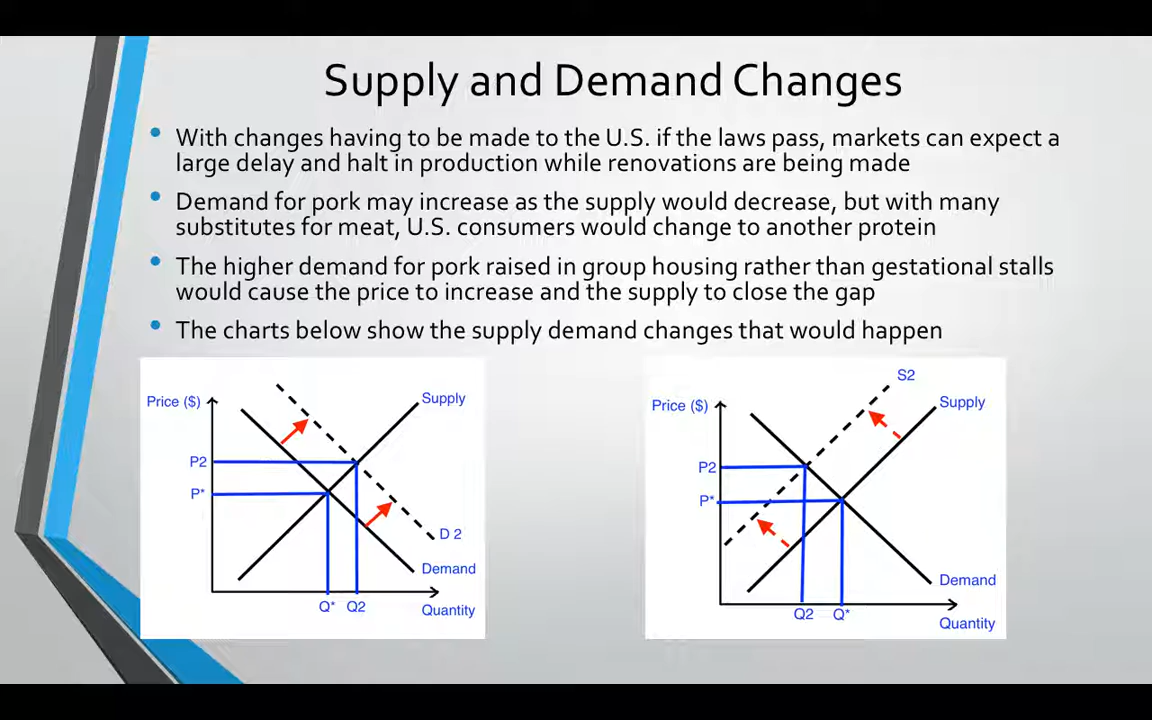 Supply and Demand Changes
• With changes having to be made to the U.S. if the laws pass, markets can expect a
large delay and halt in production while renovations are being made
• Demand for pork may increase as the supply would decrease, but with many
substitutes for meat, U.S. consumers would change to another protein
• The higher demand for pork raised in group housing rather than gestational stalls
would cause the price to increase and the supply to close the gap
• The charts below show the supply demand changes that would happen
Price ($)
Supply
P2
P*
D 2
Demand
Q* Q2
Quantity
S2
Price ($)
Supply
P2
P*
Demand
Q2 Q*
Quantity